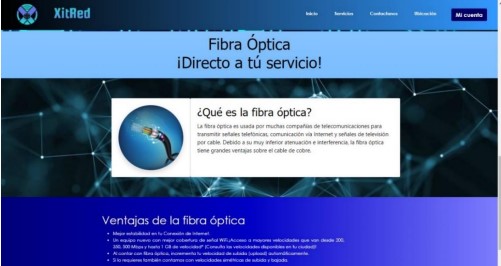 XitRed
Inicio Servicios Contactanos Ubicación Mi cuenta
Fibra Óptica
¡Directo a tú servicio!
¿Qué es la fibra óptica?
La fibra óptica es usada por muchas compañías de telecomunicaciones para
transmitir señales telefónicas, comunicación vía internet y señales de televisión
por cable. Debido a su muy inferior atenuación e interferencia, la fibra óptica
tiene grandes ventajas sobre el cable de cobre.
Ventajas de la fibra óptica
Mejor estabilidad en tu Conexión de Internet.
Un equipo nuevo con mejor cobertura de señal WiFi,Acceso a mayores velocidades que van desde 200,
350, 500 Mbps y hasta 1 GB de velocidad* (Consulta las velocidades disponibles en tu ciudad)!
Al contar con fibra óptica, incrementa tu velocidad de subida (upload) automáticamente.
Si lo requieres también contamos con velocidades simétricas de subida y bajada.